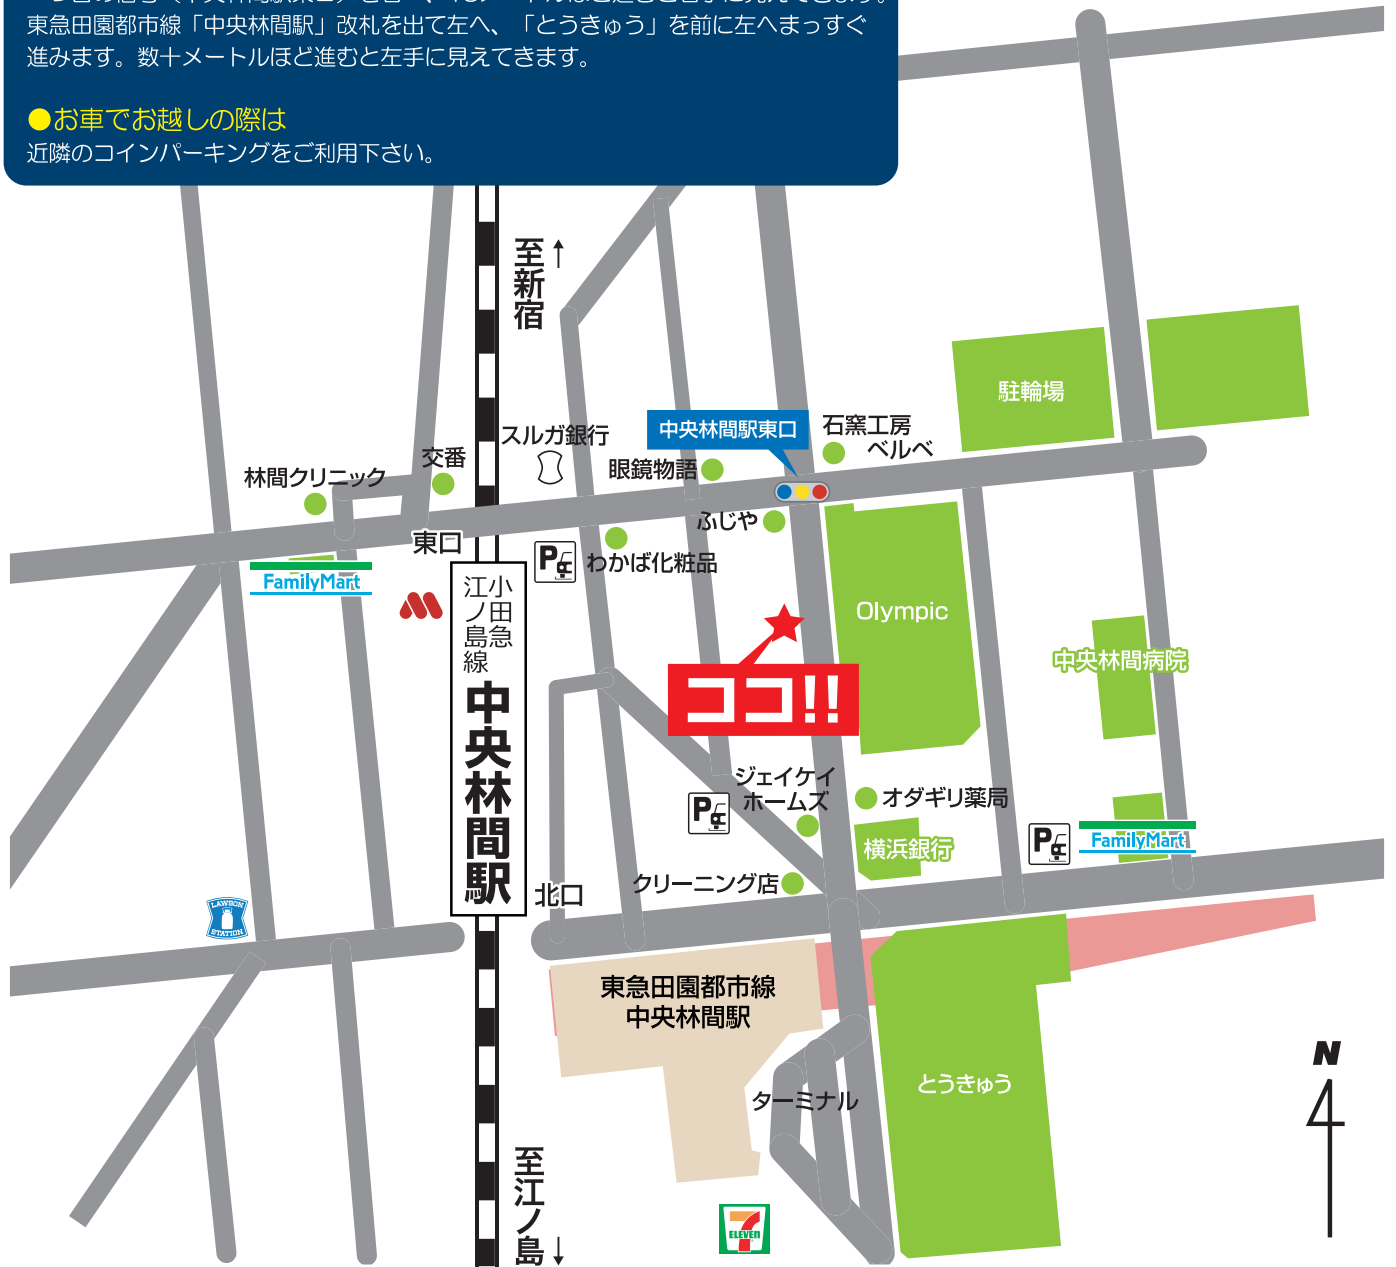 東急田園都市線「中央林間駅」改札を出て左へ、「とうきゅう」を前に左へまっすぐ
進みます。数十メートルほど進むと左手に見えてきます。
●お車でお越しの際は
近隣のコインパーキングをご利用下さい。
至新宿
↑
駐輪場
中央林間駅東口
石窯工房
ベルベ
スルガ銀行
交番
眼鏡物語
林間クリニック
ふじや
東口
わかば化粧品
P
FamilyMart
小田急
江ノ島線
中央林間駅
Olympic
中央林間病院
ココ!!
ジェイケイ
ホームズ
オダギリ薬局
P
横浜銀行
P
FamilyMart
クリーニング店
北口
LAWSON
STATION
東急田園都市線
中央林間駅
とうきゅう
ターミナル
N
至江ノ島
↓
7
ELEVEn